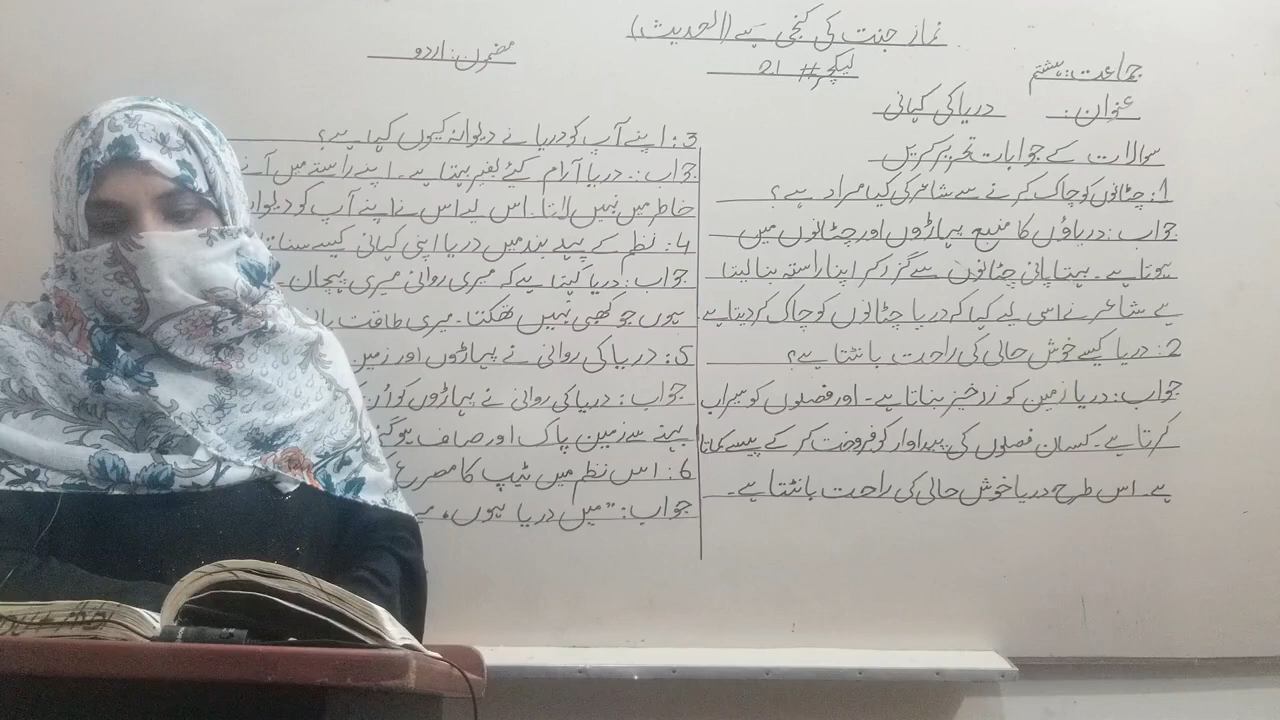 نماز جنت کی کنجی ہے (الحدیث)
جماعت: ہشتم
لیکچر# 21
مضمون: اردو
عنوان: دریا کی کہانی
سوالات کے جوابات تحریر کریں
1: چٹانوں کو چاک کرنے سے شاعر کی کیا مراد ہے؟
جواب: دریاؤں کا منبع پہاڑوں اور چٹانوں میں
ہوتا ہے۔ بہتا پانی چٹانوں سے گزر کر اپنا راستہ بنا لیتا
ہے شاعر نے اسی لیے کہا کہ دریا چٹانوں کو چاک کر دیتا ہے
2: دریا کیسے خوش حالی کی راحت بانٹتا ہے؟
جواب: دریا زمین کو زرخیز بناتا ہے۔ اور فصلوں کو سیراب
کرتا ہے۔ کسان فصلوں کی پیداوار کو فروخت کر کے پیسے کماتا
ہے۔ اس طرح دریا خوش حالی کی راحت بانٹتا ہے۔
3: اپنے آپ کو دریا نے دیوانہ کیوں کہا ہے؟
جواب:۔ دریا آرام کیئے بغیر بہتا ہے۔ اپنے راستہ میں آنے
خاطر میں نہیں لاتا۔ اس لیے اس نے اپنے آپ کو
4: نظم کے پہلے بند میں دریا اپنی کہانی کیسے
جواب: دریا کہتا ہے کہ میری روانی میری پہچان
ہوں جو کبھی نہیں تھکتا۔ میری طاقت
5: دریا کی روانی نے پہاڑوں اور زمین
جواب: دریا کی روانی نے پہاڑوں کو
بہنے سے زمین پاک اور صاف
6: اس نظم میں ٹیپ کا مصرع
جواب: "میں دریا ہوں،